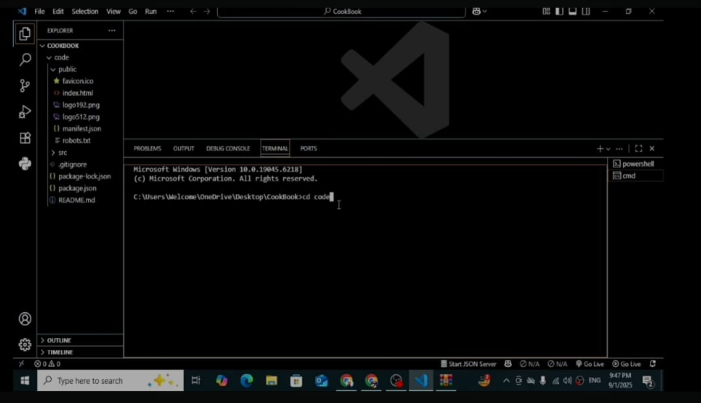 File Edit Selection View Go Run ··· CookBook
EXPLORER ···
COOKBOOK
code
public
favicon.ico
index.html
logo192.png
logo512.png
manifest.json
robots.txt
src
.gitignore
package-lock.json
package.json
README.md
OUTLINE
TIMELINE
PROBLEMS OUTPUT DEBUG CONSOLE TERMINAL PORTS
Microsoft Windows [Version 10.0.19045.6218]
(c) Microsoft Corporation. All rights reserved.
C:\Users\Welcome\OneDrive\Desktop\CookBook>cd code
powershell
cmd
0 0 Start JSON Server N/A N/A Go Live Go Live
Type here to search
ENG
9:47 PM
9/1/2025
2